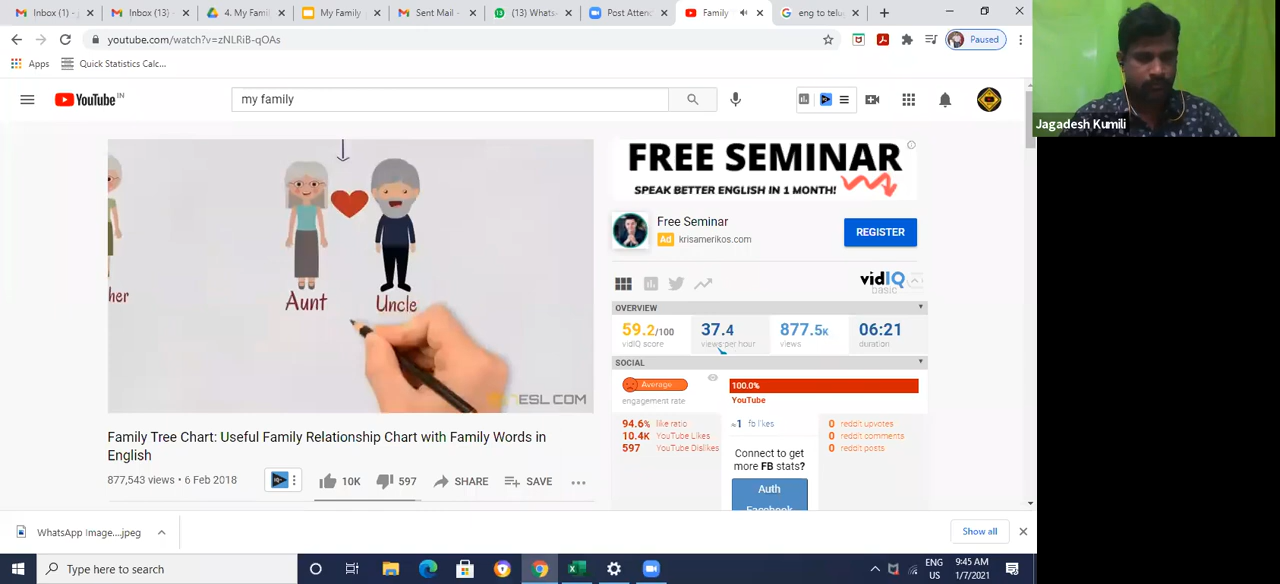 Inbox (1) - j
Inbox (13)
4. My Famil
My Family
Sent Mail -
(13) Whats
Post Attend
Family
eng to telu
youtube.com/watch?v=zNLRiB-qOAs
Paused
Apps
Quick Statistics Calc...
YouTube IN
my family
Jagadesh Kumili
her
Aunt
Uncle
ESL.COM
FREE SEMINAR
SPEAK BETTER ENGLISH IN 1 MONTH!
Free Seminar
Ad krisamerikos.com
REGISTER
vidIQ
basic
OVERVIEW
59.2/100
vidIQ score
37.4
views per hour
877.5K
views
06:21
duration
SOCIAL
Average
engagement rate
100.0%
YouTube
94.6% like ratio
10.4K YouTube Likes
597 YouTube Dislikes
1 fb likes
Connect to get
more FB stats?
Auth
Facebook
0 reddit upvotes
0 reddit comments
0 reddit posts
Family Tree Chart: Useful Family Relationship Chart with Family Words in
English
877,543 views • 6 Feb 2018
10K
597
SHARE
SAVE
WhatsApp Image....jpeg
Show all
Type here to search
ENG
US
9:45 AM
1/7/2021